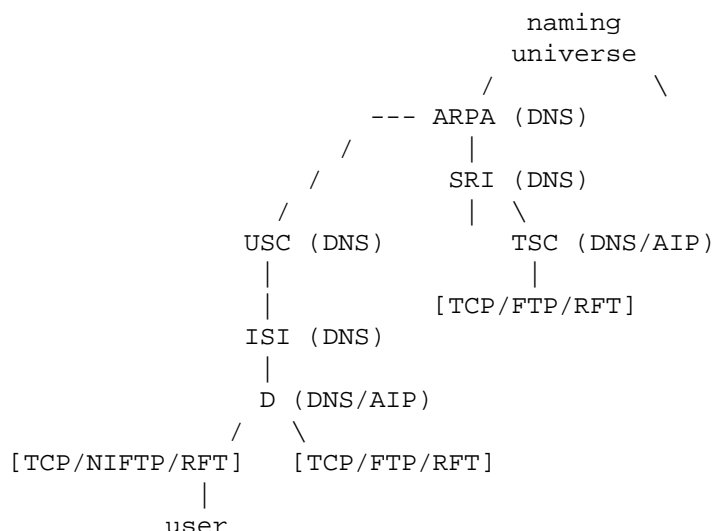 naming
universe
/ \
--- ARPA (DNS)
/ |
/ SRI (DNS)
/ | \
USC (DNS) TSC (DNS/AIP)
| |
| [TCP/FTP/RFT]
ISI (DNS)
|
D (DNS/AIP)
/ \
[TCP/NIFTP/RFT] [TCP/FTP/RFT]
|
user